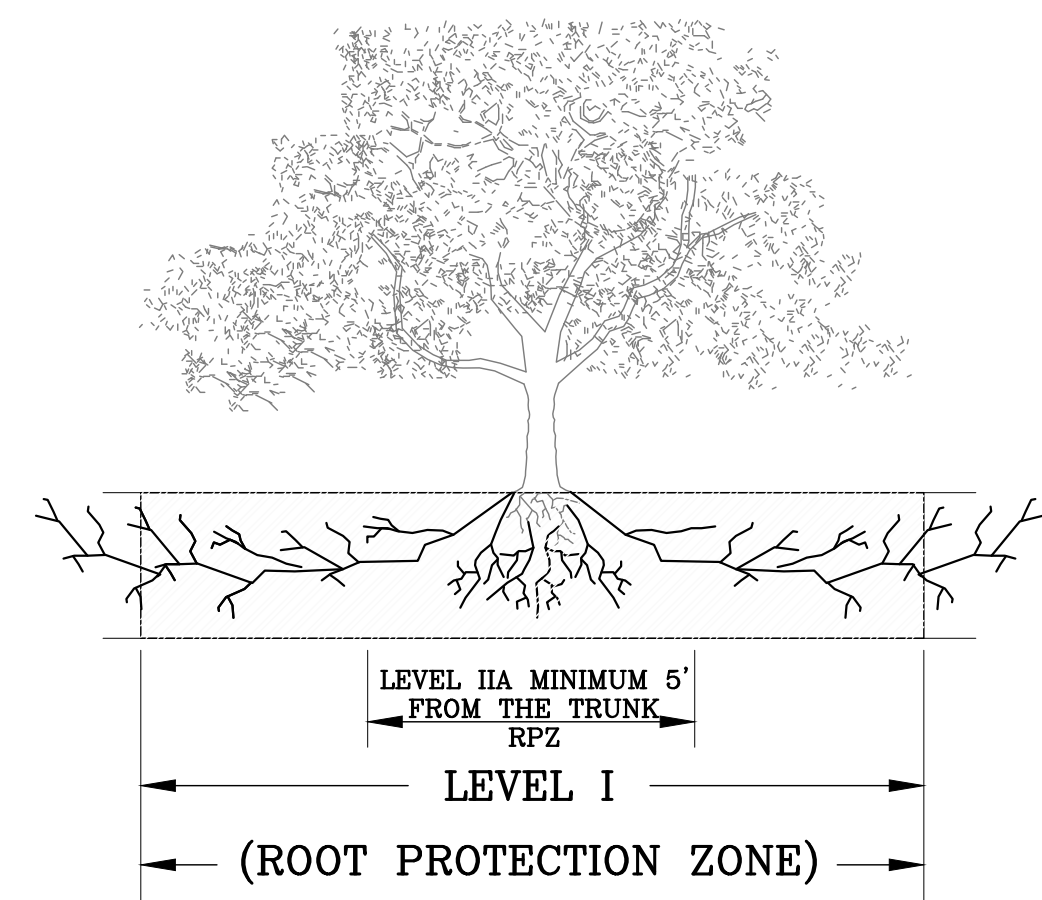 LEVEL IIA MINIMUM 5'
FROM THE TRUNK
RPZ
LEVEL I
(ROOT PROTECTION ZONE)